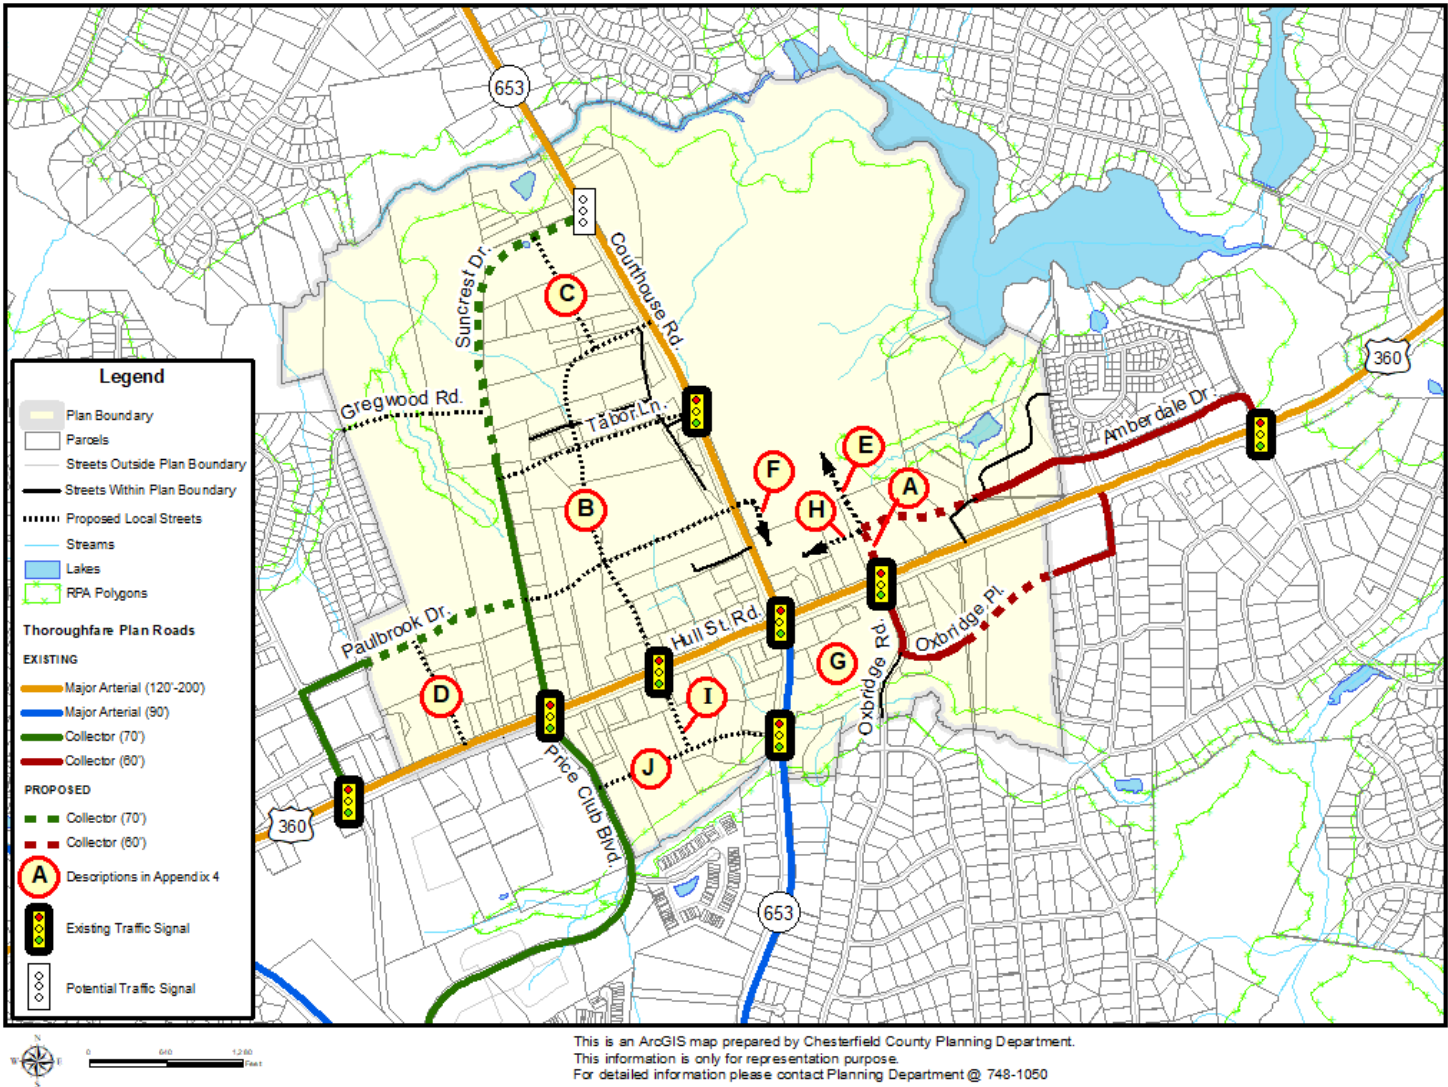 653
Courthouse Rd.
Suncrest Dr.
C
360
Legend
Plan Boundary
Parcels
Streets Outside Plan Boundary
Streets Within Plan Boundary
Proposed Local Streets
Streams
Lakes
RPA Polygons
Thoroughfare Plan Roads
EXISTING
Major Arterial (120'-200')
Major Arterial (90')
Collector (70')
Collector (60')
PROPOSED
Collector (70')
Collector (60')
A
Descriptions in Appendix 4
Existing Traffic Signal
Potential Traffic Signal
Gregwood Rd.
Tabor Ln.
Amberdale Dr.
E
F
A
H
B
Paulbrook Dr.
Hull St. Rd.
Oxbridge Pl.
Oxbridge Rd.
G
D
I
J
Price Club Blvd.
360
653
N
W
E
S
0
640
1,280
Feet
This is an ArcGIS map prepared by Chesterfield County Planning Department.
This information is only for representation purpose.
For detailed information please contact Planning Department @ 748-1050